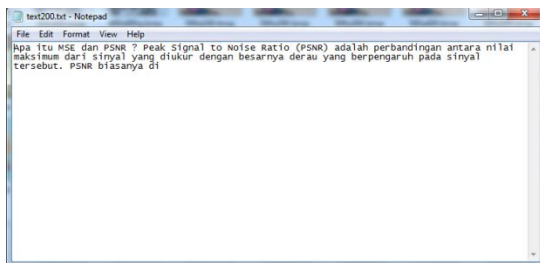 text200.txt - Notepad
File Edit Format View Help
Apa itu MSE dan PSNR ? Peak Signal to Noise Ratio (PSNR) adalah perbandingan antara nilai
maksimum dari sinyal yang diukur dengan besarnya derau yang berpengaruh pada sinyal
tersebut. PSNR biasanya di